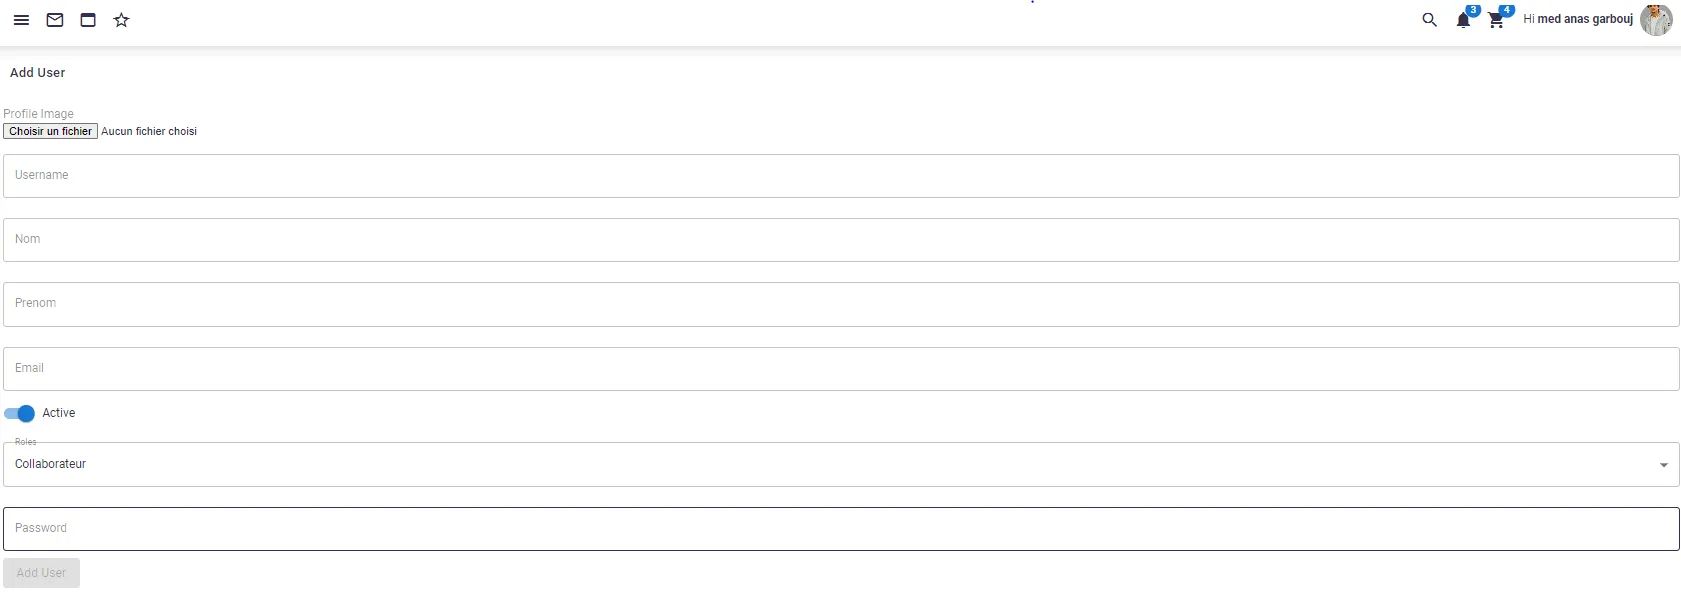 3
4
Hi med anas garbouj
Add User
Profile Image
Choisir un fichier Aucun fichier choisi
Username
Nom
Prenom
Email
Active
Roles
Collaborateur
Password
Add User